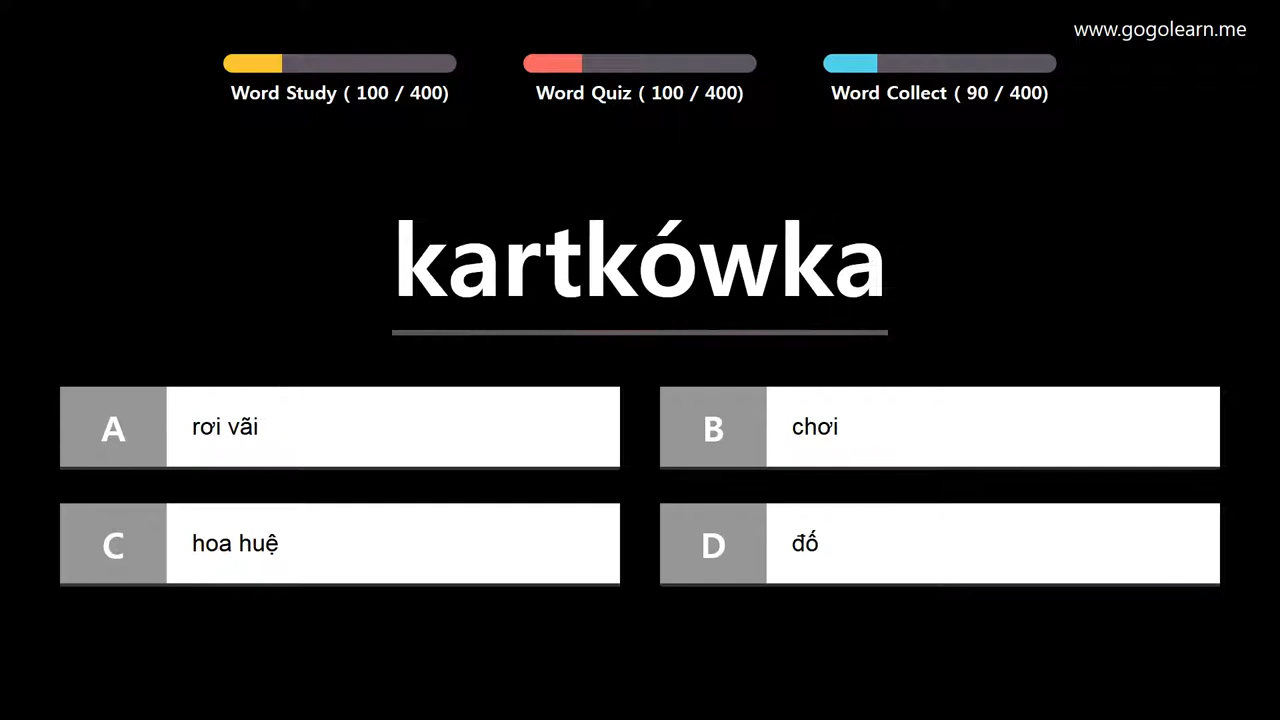 www.gogolearn.me
Word Study ( 100 / 400)
Word Quiz ( 100 / 400)
Word Collect ( 90 / 400)
kartkówka
A rơi vãi
B chơi
C hoa huệ
D đố